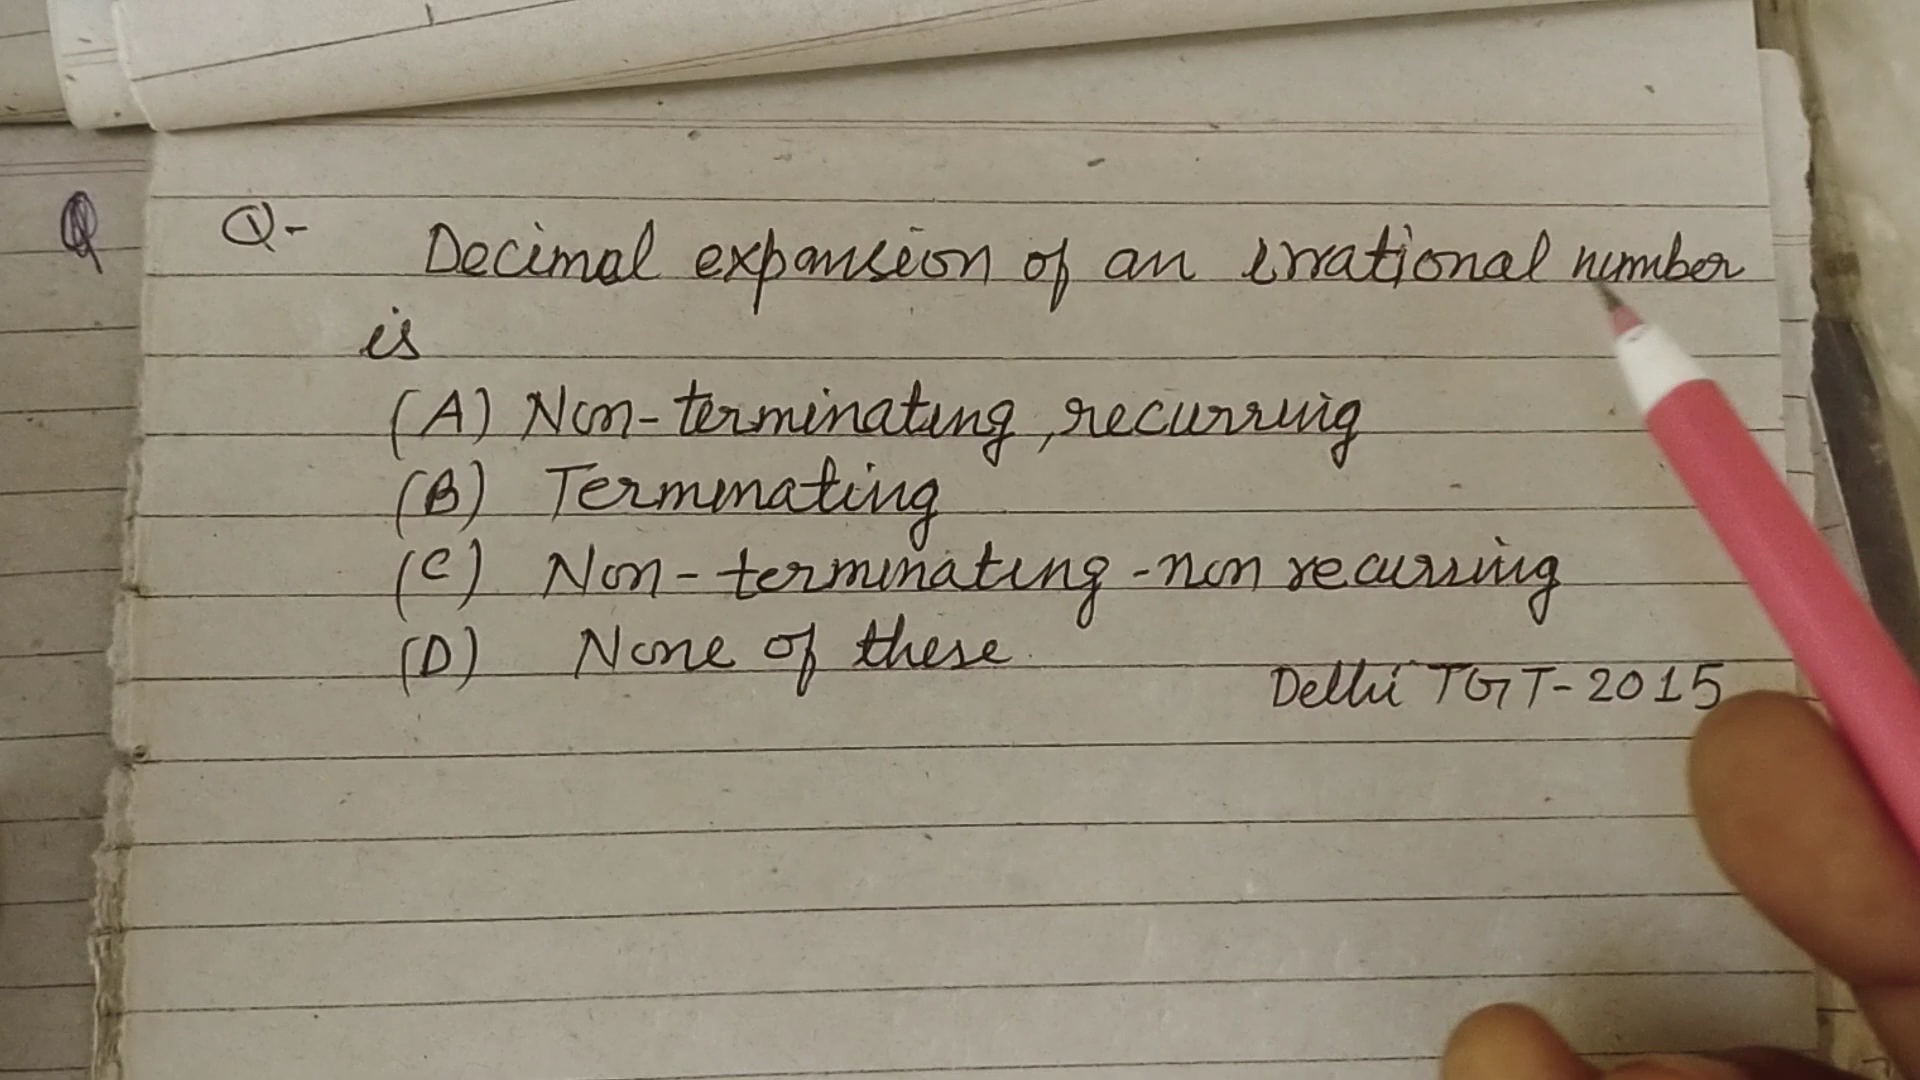 Q
Q- Decimal expansion of an irrational number
is
(A) Non-terminating, recurring
(B) Terminating
(C) Non-terminating-non recurring
(D) None of these
Delhi TGT-2015